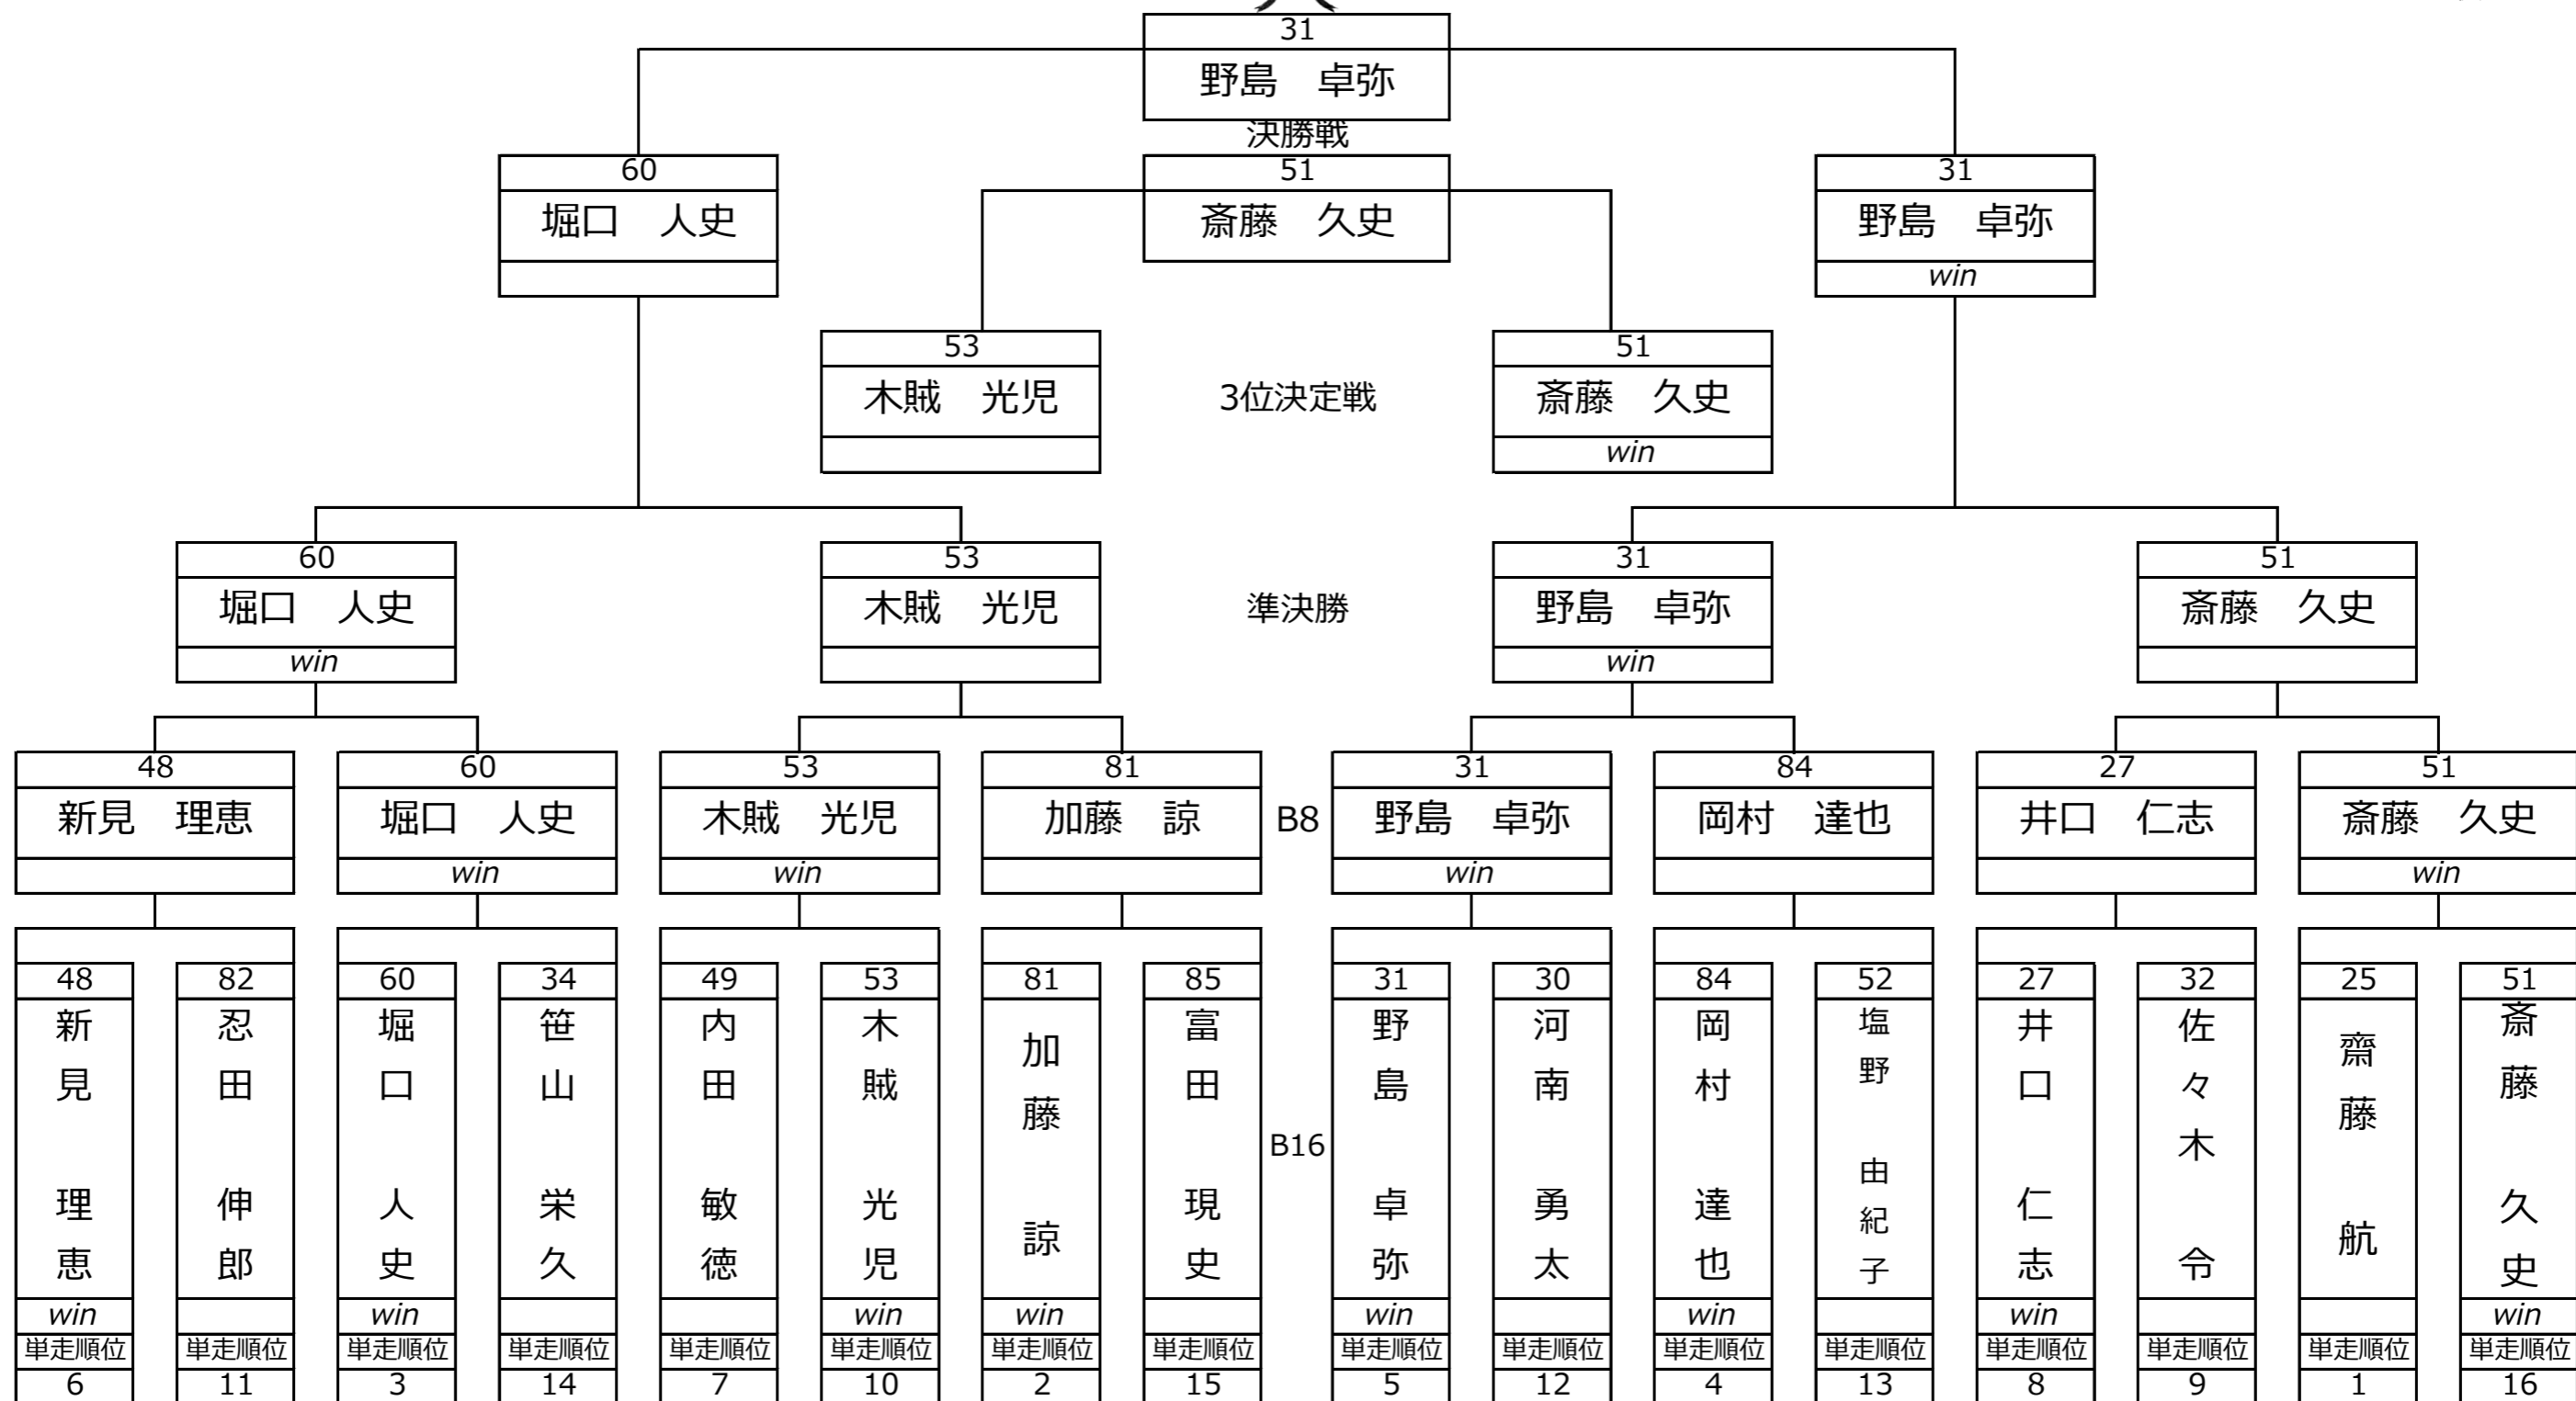 31
野島　卓弥
決勝戦
60
堀口　人史
51
斎藤　久史
31
野島　卓弥
win
53
木賊　光児
3位決定戦
51
斎藤　久史
win
60
堀口　人史
win
53
木賊　光児
準決勝
31
野島　卓弥
win
51
斎藤　久史
48
新見　理恵
60
堀口　人史
win
53
木賊　光児
win
81
加藤　諒
B8
31
野島　卓弥
win
84
岡村　達也
27
井口　仁志
51
斎藤　久史
win
48
新見　理恵
win
単走順位
6
82
忍田　伸郎
単走順位
11
60
堀口　人史
win
単走順位
3
34
笹山　栄久
単走順位
14
49
内田　敏徳
単走順位
7
53
木賊　光児
win
単走順位
10
81
加藤　諒
win
単走順位
2
85
富田　現史
単走順位
15
B16
31
野島　卓弥
win
単走順位
5
30
河南　勇太
単走順位
12
84
岡村　達也
win
単走順位
4
52
塩野　由紀子
単走順位
13
27
井口　仁志
win
単走順位
8
32
佐々木　令
単走順位
9
25
齋藤　航
単走順位
1
51
斎藤　久史
win
単走順位
16